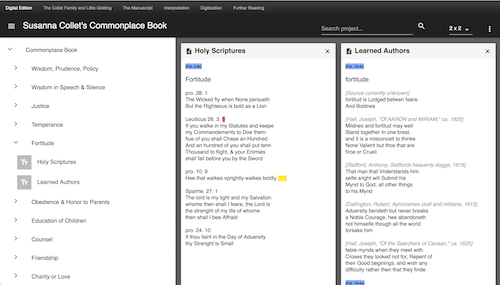 Digital Edition
The Collet Family and Little Gidding
The Manuscript
Interpretation
Digitization
Further Reading
Susanna Collet's Commonplace Book
Search project...
2 x 2
Commonplace Book
Wisdom, Prudence, Policy
Wisdom in Speech & Silence
Justice
Temperance
Fortitude
Holy Scriptures
Learned Authors
Obedience & Honor to Parents
Education of Children
Counsel
Friendship
Charity or Love
Holy Scriptures
Fortitude
pro. 28. 1
The Wicked fly when None persueth
But the Righteous is bold as a Lion
Leuiticus 26. 3.
If you walke in my Statutes and keepe
my Commandements to Doe them:
fiue of you shall Chase an Hundred
And an hundred of you shall put tenn
Thousand to flight, & your Enimies
shall fall before you by the Sword
pro. 10: 9
Hee that walkes vprightly walkes boldly
Spalme. 27. 1
The lord is my light and my Salvation
whome then shall I feare, the Lord is
the strenght of my life of whome
then shall I bee Affraid
pro. 24. 10
if thou faint in the Day of Adversity
thy Strenght is Small
Learned Authors
fortitude
[Source currently unknown]
fortitud is Lodged betwen feare
And Boldnes
[Hall, Joseph, "Of AARON and MIRIAM," ca. 1625]
Mildnes and fortitud may well
Stand together in One brest,
and it is a misconceit to thinke
None Valient but thos that are
firce or Cruell
[Stafford, Anthony, Staffords heauenly dogge, 1615]
That man that Vnderstands him
selfe aright will Submit his
Mynd to God: all other things
to his Mynd
[Dallington, Robert, Aphorismes ciuill and militarie, 1613]
Adversity bendeth but never breaks
a Noble Courage, hee abandoneth
not himselfe though all the world.
forsake him
[Hall, Joseph, "Of the Searchers of Canaan," ca. 1625]
feble mynds when they meet with
Croses they looked not for, Repent of
their Good beginings, and wish any
difficulty rather then that they finde